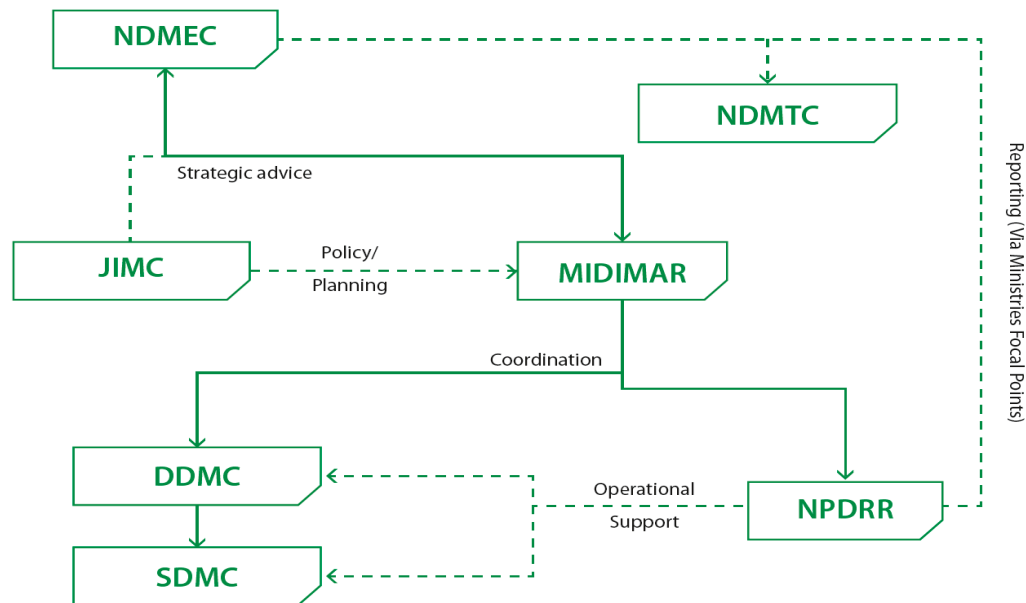 NDMEC
NDMTC
Strategic advice
JIMC
Policy/
Planning
MIDIMAR
Reporting (Via Ministries Focal Points)
Coordination
DDMC
Operational
Support
NPDRR
SDMC